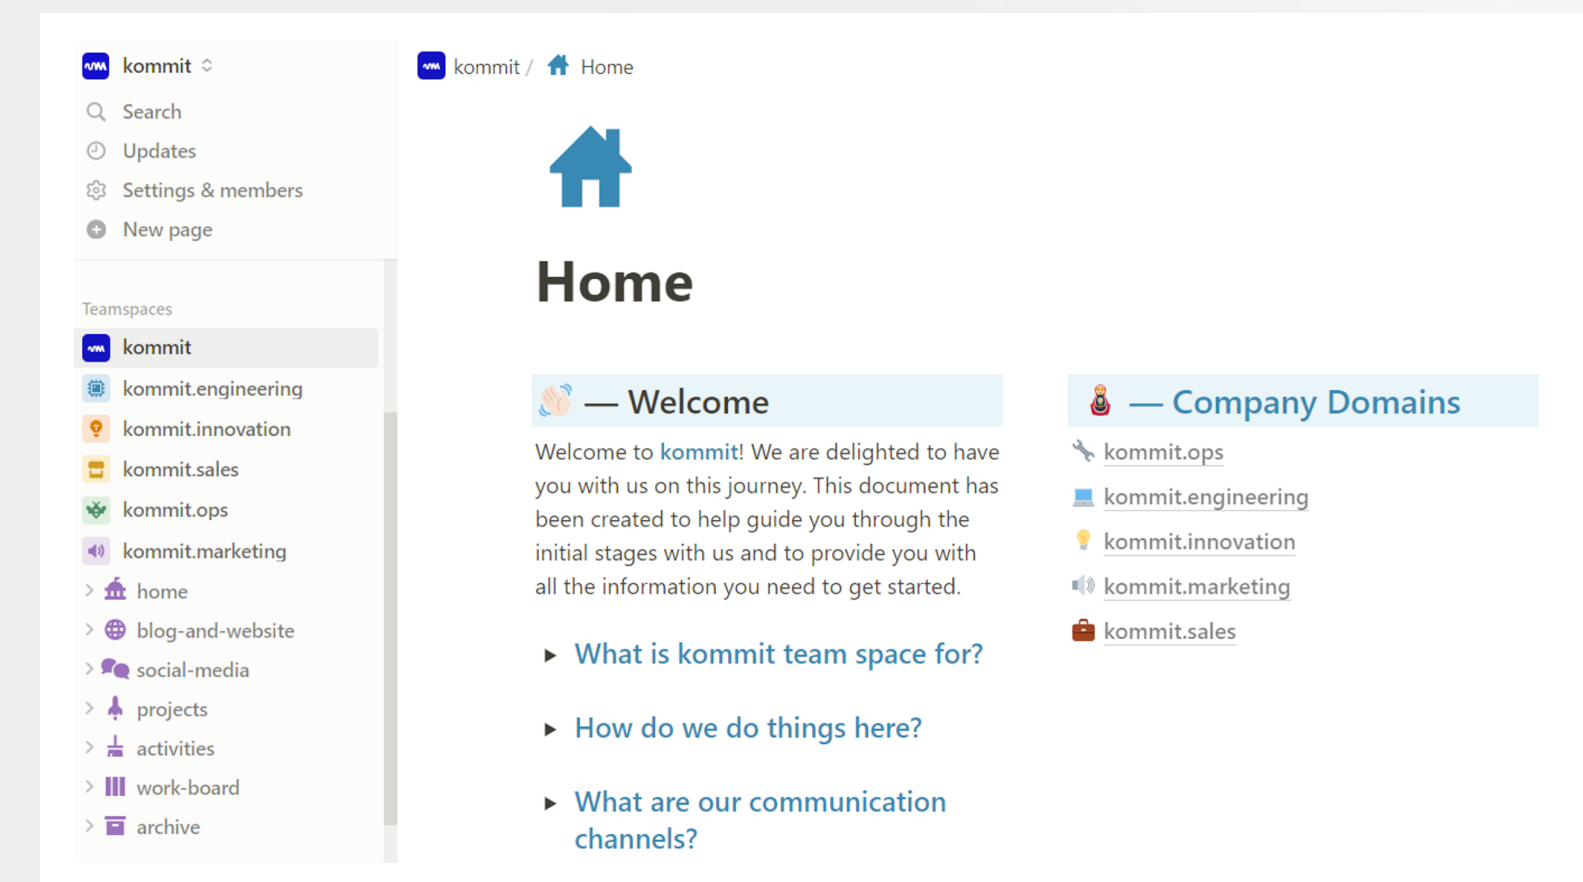 kommit
Search
Updates
Settings & members
New page
Teamspaces
kommit
kommit.engineering
kommit.innovation
kommit.sales
kommit.ops
kommit.marketing
home
blog-and-website
social-media
projects
activities
work-board
archive
kommit / Home
Home
— Welcome
Welcome to kommit! We are delighted to have
you with us on this journey. This document has
been created to help guide you through the
initial stages with us and to provide you with
all the information you need to get started.
What is kommit team space for?
How do we do things here?
What are our communication
channels?
— Company Domains
kommit.ops
kommit.engineering
kommit.innovation
kommit.marketing
kommit.sales